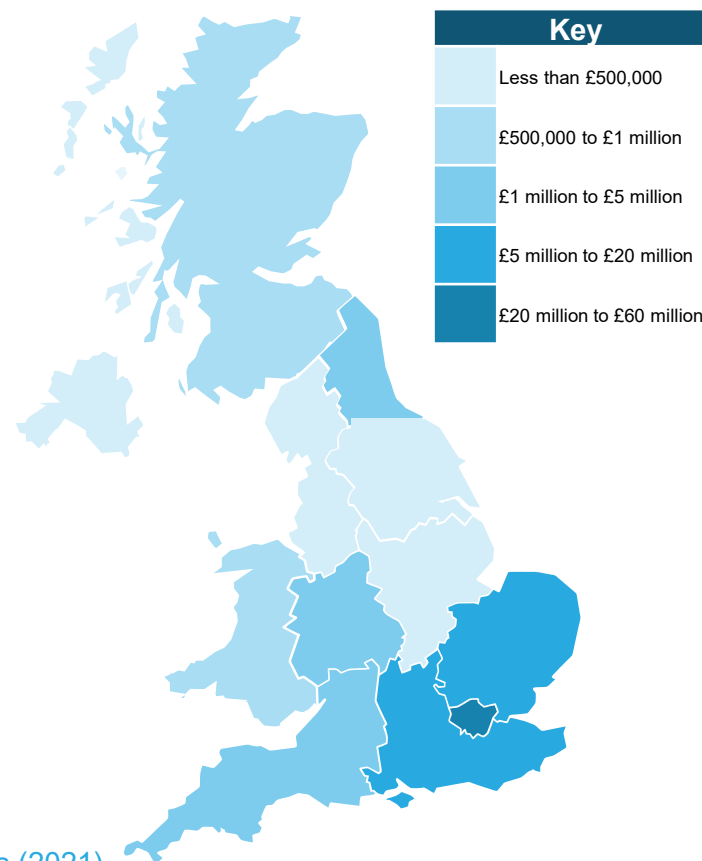 Key
Less than £500,000
£500,000 to £1 million
£1 million to £5 million
£5 million to £20 million
£20 million to £60 million
(2021)